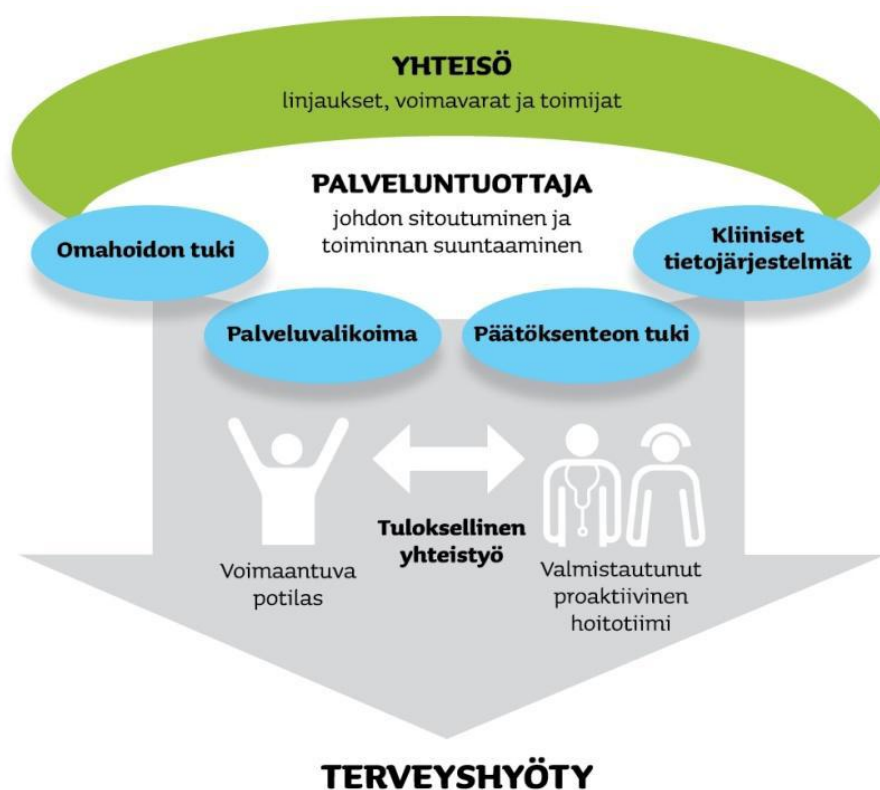 YHTEISÖ
linjaukset, voimavarat ja toimijat
PALVELUNTUOTTAJA
johdon sitoutuminen ja
toiminnan suuntaaminen
Omahoidon tuki
Kliiniset
tietojärjestelmät
Palveluvalikoima
Päätöksenteon tuki
Tuloksellinen
yhteistyö
Voimaantuva
potilas
Valmistautunut
proaktiivinen
hoitotiimi
TERVEYSHYÖTY